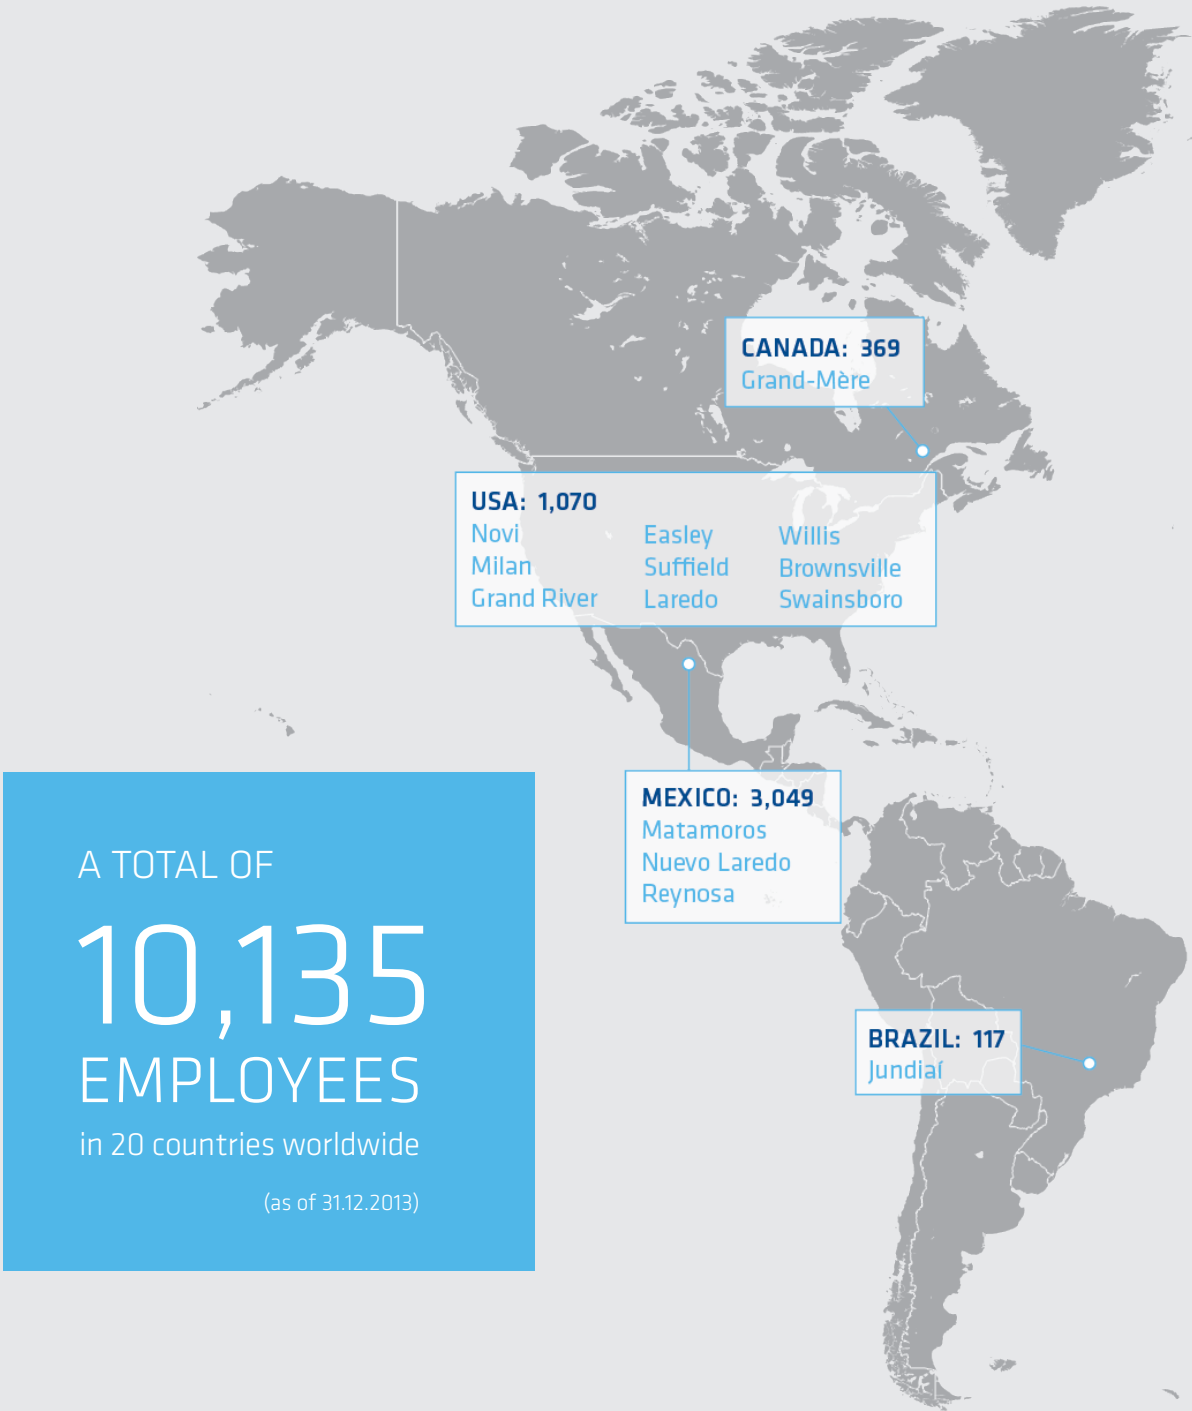 CANADA: 369
Grand-Mère
USA: 1,070
Novi
Milan
Grand River
Easley
Suffield
Laredo
Willis
Brownsville
Swainsboro
MEXICO: 3,049
Matamoros
Nuevo Laredo
Reynosa
A TOTAL OF
10,135
EMPLOYEES
in 20 countries worldwide
(as of 31.12.2013)
BRAZIL: 117
Jundiaí